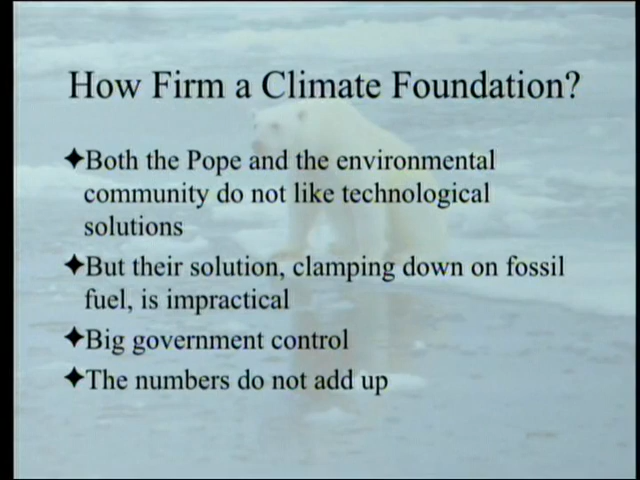 How Firm a Climate Foundation?
✦Both the Pope and the environmental
community do not like technological
solutions
✦But their solution, clamping down on fossil
fuel, is impractical
✦Big government control
✦The numbers do not add up